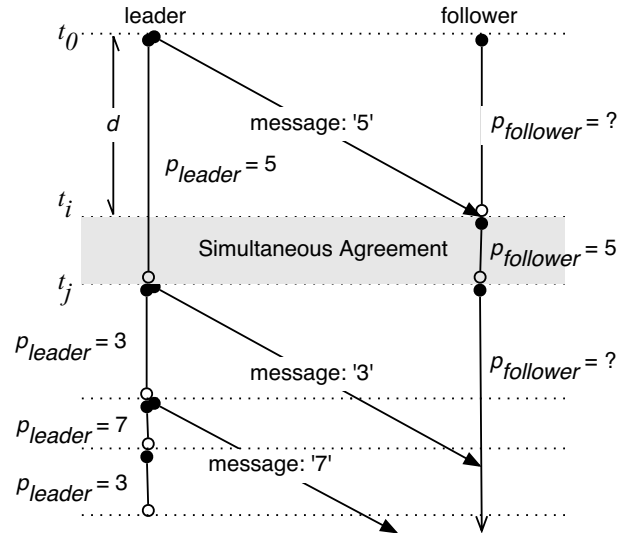 leader follower
t0
d
message: '5'
pfollower = ?
pleader = 5
ti
Simultaneous Agreement
pfollower = 5
tj
pleader = 3
message: '3'
pfollower = ?
pleader = 7
message: '7'
pleader = 3